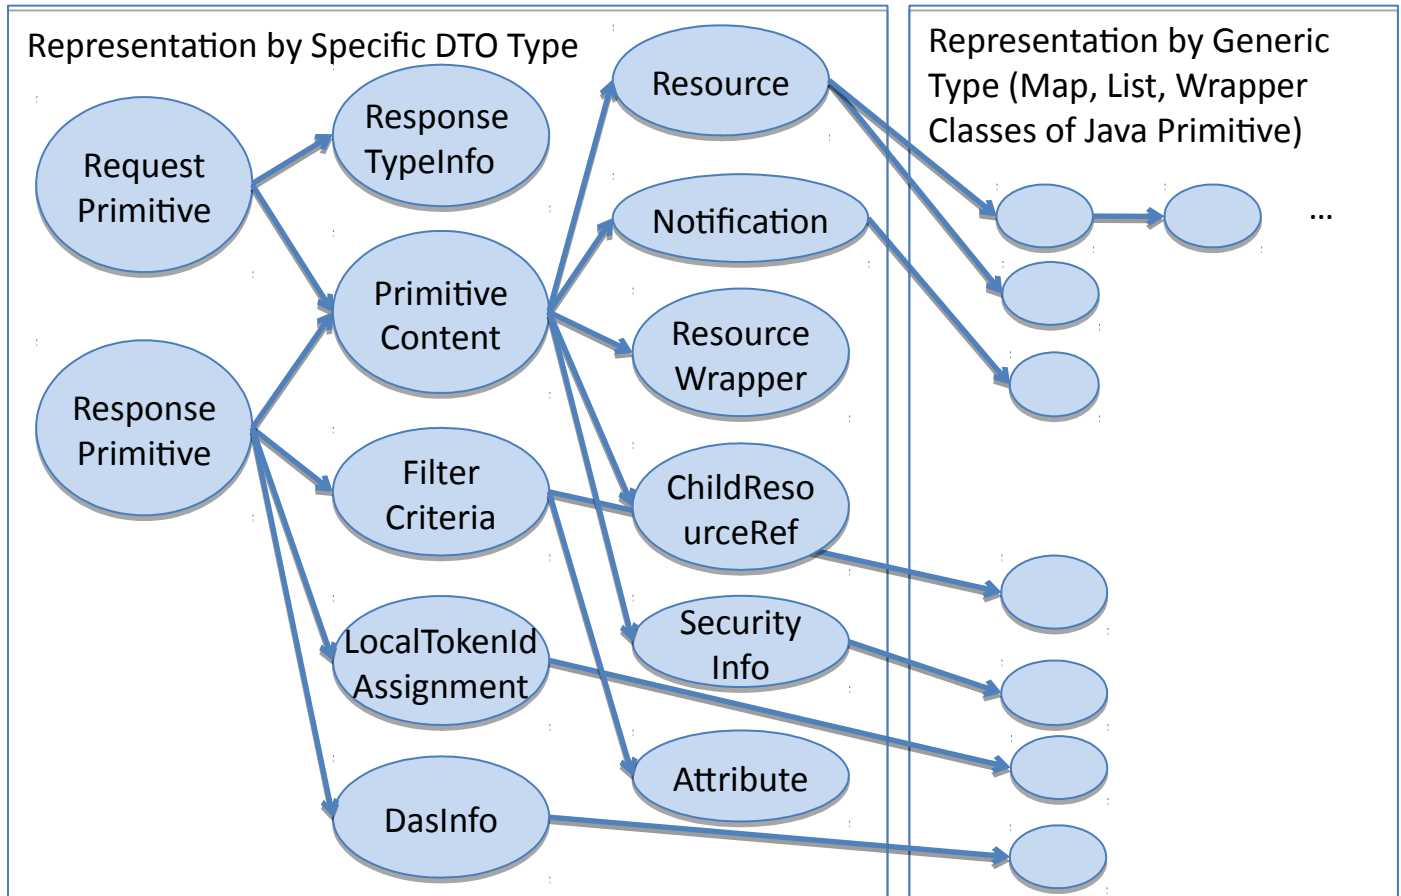 Representation by Specific DTO Type
Request
Primitive
Response
Primitive
Response
TypeInfo
Primitive
Content
Filter
Criteria
LocalTokenId
Assignment
DasInfo
Resource
Notification
Resource
Wrapper
ChildReso
urceRef
Security
Info
Attribute
Representation by Generic
Type (Map, List, Wrapper
Classes of Java Primitive)
...